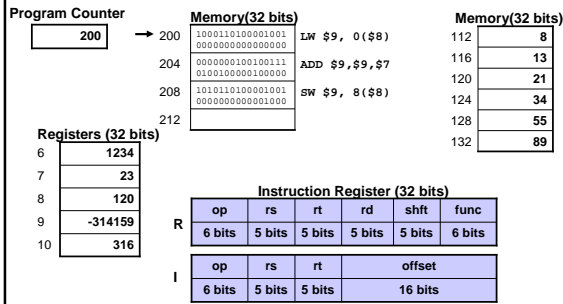 Program Counter
200
Memory(32 bits)
200 1000110100001001 LW $9, 0($8)
0000000000000000
204 0000000100100111 ADD $9,$9,$7
0100100000100000
208 1010110100001001 SW $9, 8($8)
0000000000001000
212
Memory(32 bits)
112 8
116 13
120 21
124 34
128 55
132 89
Registers (32 bits)
6 1234
7 23
8 120
9 -314159
10 316
Instruction Register (32 bits)
R
op rs rt rd shft func
6 bits 5 bits 5 bits 5 bits 5 bits 6 bits
I
op rs rt offset
6 bits 5 bits 5 bits 16 bits